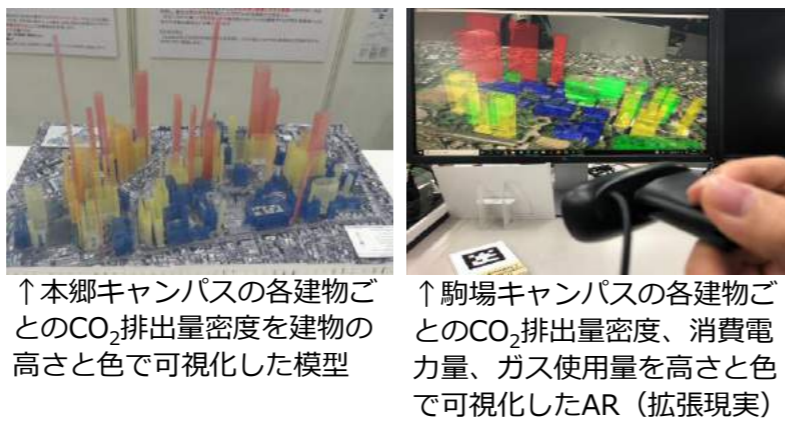 ↑本郷キャンパスの各建物ご
とのCO₂排出量密度を建物の
高さと色で可視化した模型
↑駒場キャンパスの各建物ご
とのCO₂排出量密度、消費電
力量、ガス使用量を高さと色
で可視化したAR（拡張現実）